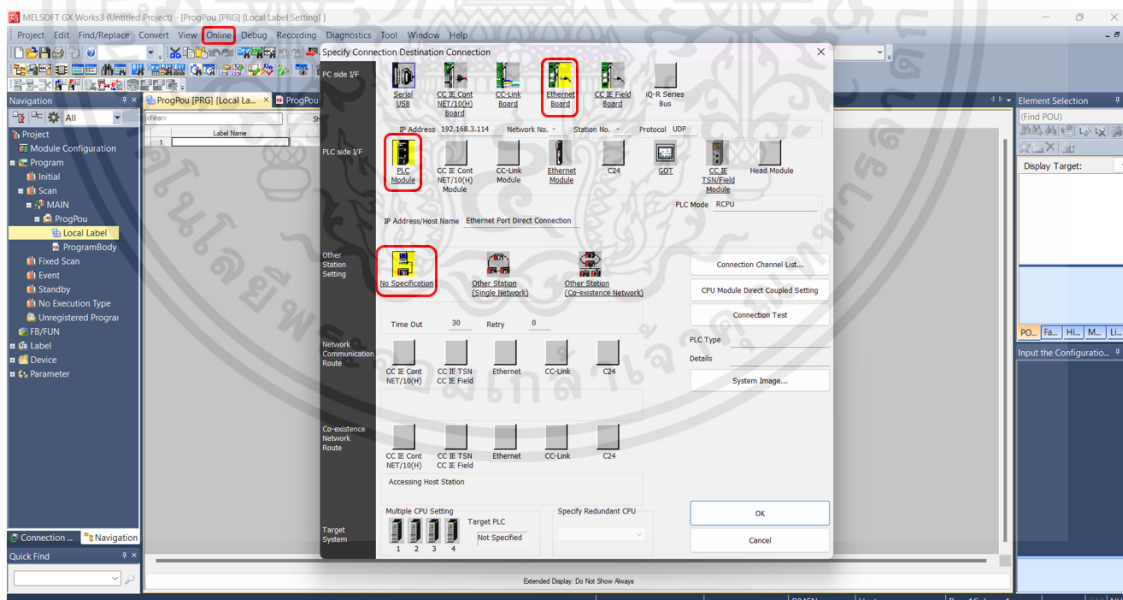 MELSOFT GX Works3 (Untitled Project) - [ProgPou [PRG] [Local Label Setting] ]
Project Edit Find/Replace Convert View Online Debug Recording Diagnostics Tool Window Help
Navigation
All
Project
Module Configuration
Program
Initial
Scan
MAIN
ProgPou
Local Label
ProgramBody
Fixed Scan
Event
Standby
No Execution Type
Unregistered Progra
FB/FUN
Label
Device
Parameter
Connection ...
Navigation
Quick Find
ProgPou [PRG] [Local La...
ProgPou
<Filter>
Sh
Label Name
1
Specify Connection Destination Connection
PC side I/F
Serial USB
CC IE Cont NET/10(H) Board
CC-Link Board
Ethernet Board
CC IE Field Board
iQ-R Series Bus
IP Address 192.168.3.114 Network No. - Station No. - Protocol UDP
PLC side I/F
PLC Module
CC IE Cont NET/10(H) Module
CC-Link Module
Ethernet Module
C24
GOT
CC IE TSN/Field Module
Head Module
PLC Mode RCPU
IP Address/Host Name Ethernet Port Direct Connection
Other Station Setting
No Specification
Other Station (Single Network)
Other Station (Co-existence Network)
Time Out 30 Retry 0
Connection Channel List...
CPU Module Direct Coupled Setting
Connection Test
PLC Type
Details
System Image...
Network Communication Route
CC IE Cont NET/10(H)
CC IE TSN CC IE Field
Ethernet
CC-Link
C24
Co-existence Network Route
CC IE Cont NET/10(H)
CC IE TSN CC IE Field
Ethernet
CC-Link
C24
Accessing Host Station
Target System
Multiple CPU Setting
1 2 3 4
Target PLC
Not Specified
Specify Redundant CPU
OK
Cancel
Extended Display: Do Not Show Always
Element Selection
(Find POU)
Display Target:
PO... Fa... Hi... M... Li...
Input the Configuratio...